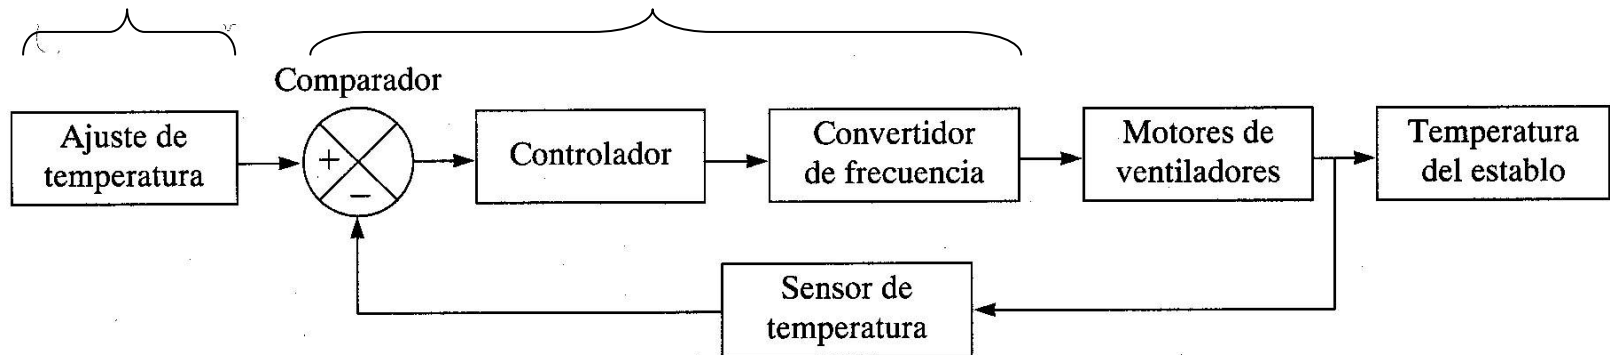 Comparador
Ajuste de
temperatura
+
−
Controlador
Convertidor
de frecuencia
Motores de
ventiladores
Temperatura
del establo
Sensor de
temperatura